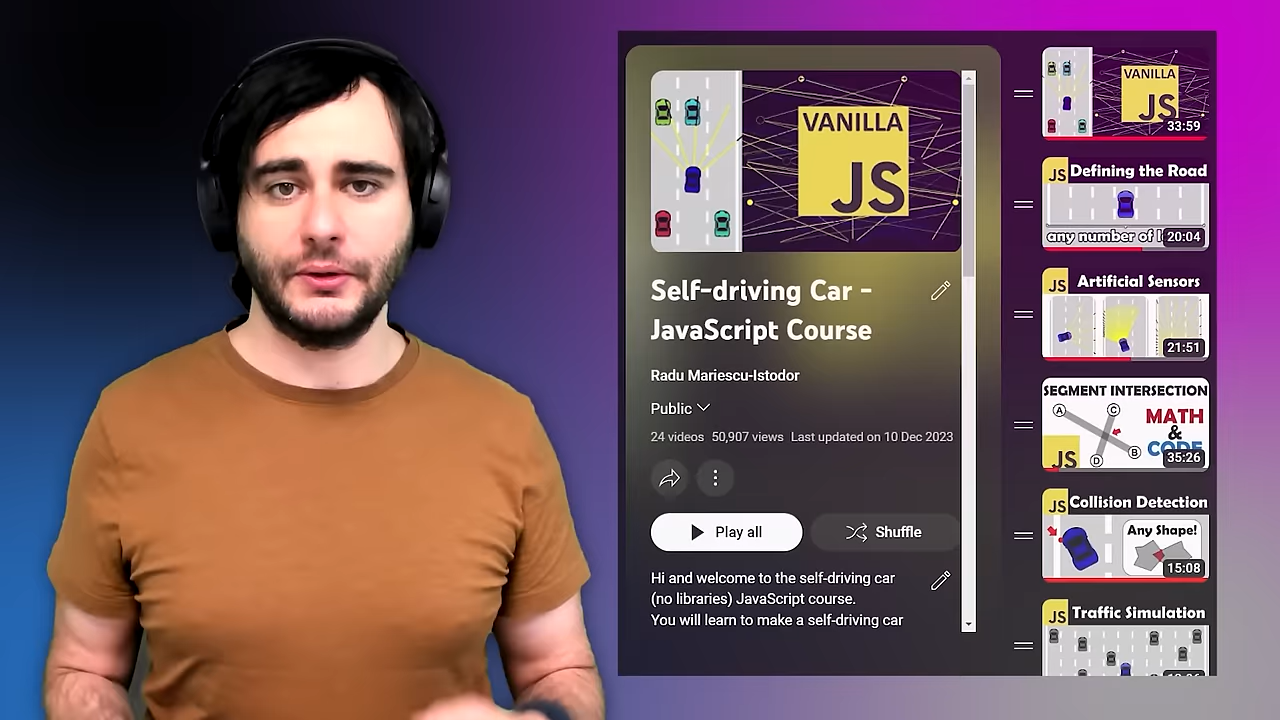 VANILLA
JS
Self-driving Car -
JavaScript Course
Radu Mariescu-Istodor
Public
24 videos 50,907 views Last updated on 10 Dec 2023
Play all
Shuffle
Hi and welcome to the self-driving car
(no libraries) JavaScript course.
You will learn to make a self-driving car
VANILLA
JS
33:59
JS Defining the Road
any number of
20:04
JS Artificial Sensors
21:51
SEGMENT INTERSECTION
A C MATH
&
CODE
JS D B
35:26
JS Collision Detection
Any Shape!
15:08
JS Traffic Simulation